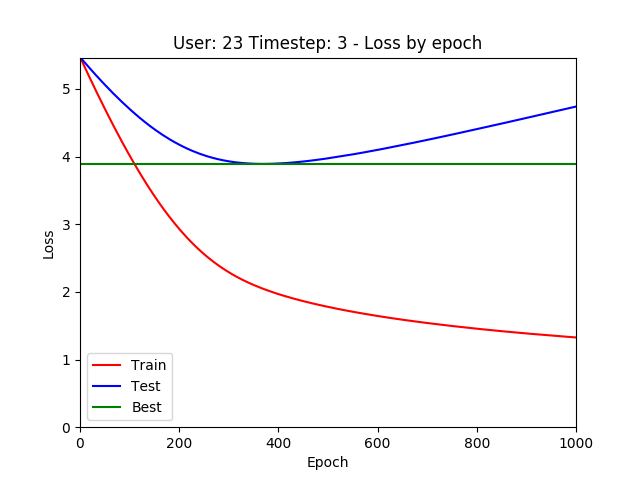 User: 23 Timestep: 3 - Loss by epoch
5
4
3
2
1
0
Loss
Train
Test
Best
0 200 400 600 800 1000
Epoch